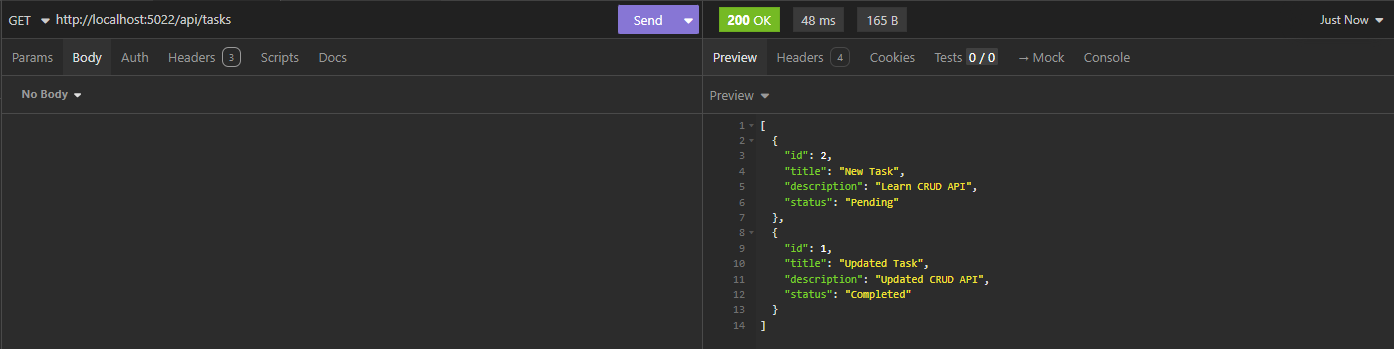 GET http://localhost:5022/api/tasks Send
200 OK 48 ms 165 B Just Now
Params Body Auth Headers 3 Scripts Docs
Preview Headers 4 Cookies Tests 0 / 0 → Mock Console
No Body
Preview
1 [
2 {
3 "id": 2,
4 "title": "New Task",
5 "description": "Learn CRUD API",
6 "status": "Pending"
7 },
8 {
9 "id": 1,
10 "title": "Updated Task",
11 "description": "Updated CRUD API",
12 "status": "Completed"
13 }
14 ]